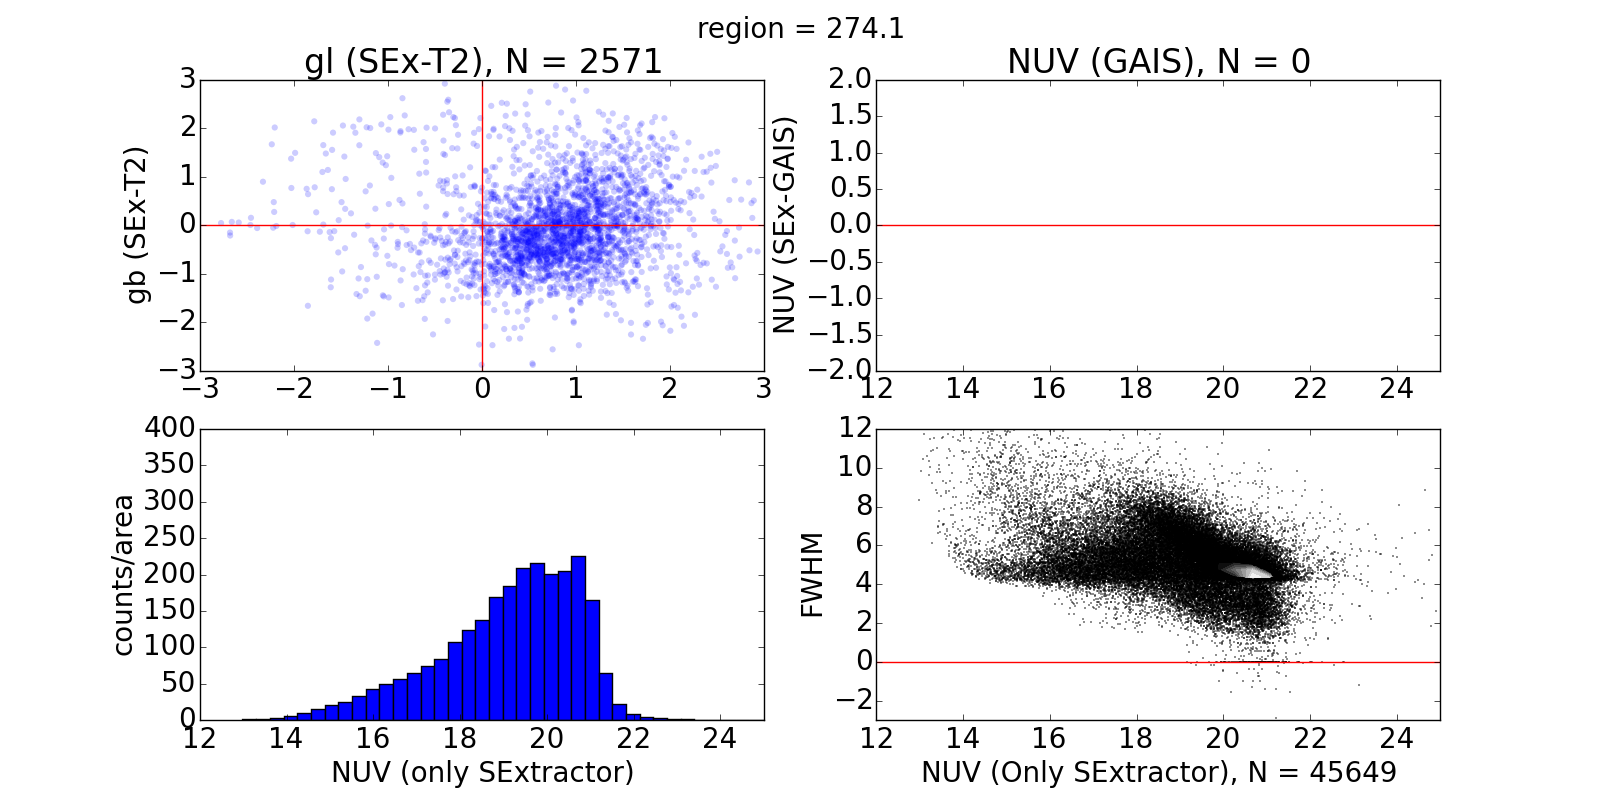 region = 274.1
gl (SEx-T2), N = 2571
NUV (GAIS), N = 0
3
2
1
0
−1
−2
−3
gb (SEx-T2)
−3 −2 −1 0 1 2 3
2.0
1.5
1.0
0.5
0.0
−0.5
−1.0
−1.5
−2.0
NUV (SEx-GAIS)
12 14 16 18 20 22 24
400
350
300
250
200
150
100
50
0
counts/area
12 14 16 18 20 22 24
NUV (only SExtractor)
12
10
8
6
4
2
0
−2
FWHM
12 14 16 18 20 22 24
NUV (Only SExtractor), N = 45649